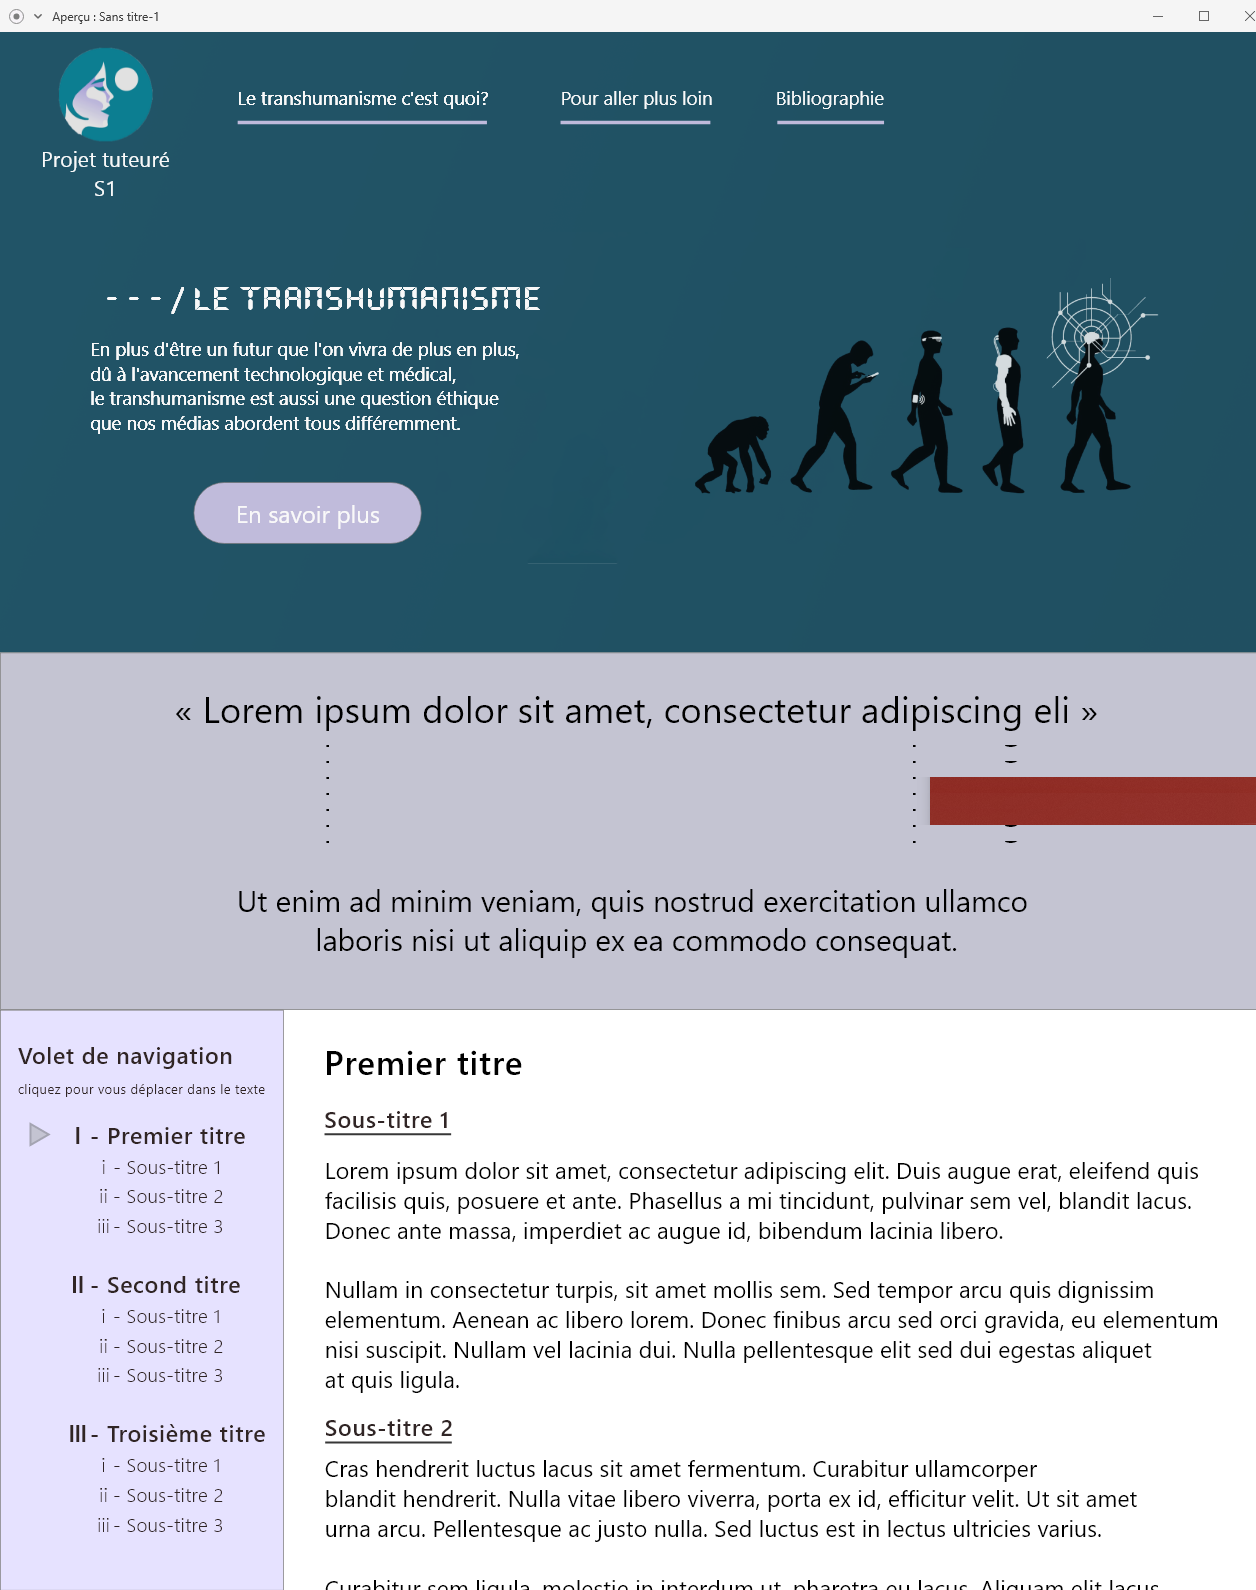 Aperçu : Sans titre-1
Projet tuteuré
S1
Le transhumanisme c'est quoi?
Pour aller plus loin
Bibliographie
- - - / LE TRANSHUMANISME
En plus d'être un futur que l'on vivra de plus en plus,
dû à l'avancement technologique et médical,
le transhumanisme est aussi une question éthique
que nos médias abordent tous différemment.
En savoir plus
« Lorem ipsum dolor sit amet, consectetur adipiscing eli »
Ut enim ad minim veniam, quis nostrud exercitation ullamco
laboris nisi ut aliquip ex ea commodo consequat.
Volet de navigation
cliquez pour vous déplacer dans le texte
I - Premier titre
i - Sous-titre 1
ii - Sous-titre 2
iii - Sous-titre 3
II - Second titre
i - Sous-titre 1
ii - Sous-titre 2
iii - Sous-titre 3
III - Troisième titre
i - Sous-titre 1
ii - Sous-titre 2
iii - Sous-titre 3
Premier titre
Sous-titre 1
Lorem ipsum dolor sit amet, consectetur adipiscing elit. Duis augue erat, eleifend quis
facilisis quis, posuere et ante. Phasellus a mi tincidunt, pulvinar sem vel, blandit lacus.
Donec ante massa, imperdiet ac augue id, bibendum lacinia libero.
Nullam in consectetur turpis, sit amet mollis sem. Sed tempor arcu quis dignissim
elementum. Aenean ac libero lorem. Donec finibus arcu sed orci gravida, eu elementum
nisi suscipit. Nullam vel lacinia dui. Nulla pellentesque elit sed dui egestas aliquet
at quis ligula.
Sous-titre 2
Cras hendrerit luctus lacus sit amet fermentum. Curabitur ullamcorper
blandit hendrerit. Nulla vitae libero viverra, porta ex id, efficitur velit. Ut sit amet
urna arcu. Pellentesque ac justo nulla. Sed luctus est in lectus ultricies varius.
Curabitur sem ligula, molestie in interdum ut, pharetra eu lacus. Aliquam elit lacus